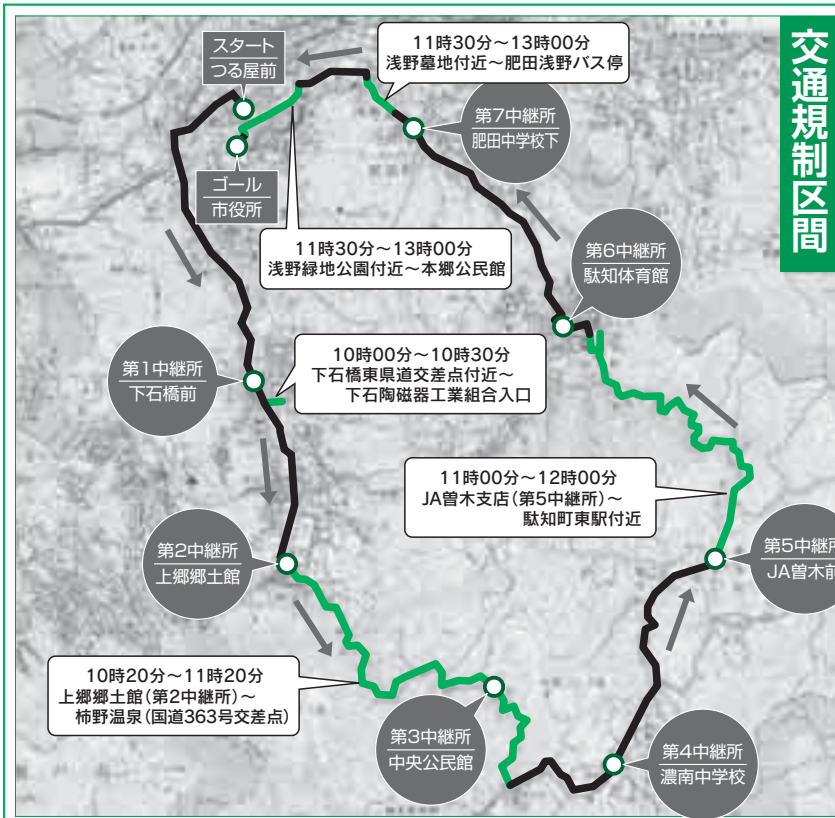 交通規制区間
スタート
つる屋前
11時30分〜13時00分
浅野墓地付近〜肥田浅野バス停
第7中継所
肥田中学校下
ゴール
市役所
11時30分〜13時00分
浅野緑地公園付近〜本郷公民館
第6中継所
駄知体育館
第1中継所
下石橋前
10時00分〜10時30分
下石橋東県道交差点付近〜
下石陶磁器工業組合入口
11時00分〜12時00分
JA曽木支店(第5中継所)〜
駄知町東駅付近
第2中継所
上郷郷土館
第5中継所
JA曽木前
10時20分〜11時20分
上郷郷土館(第2中継所)〜
柿野温泉(国道363号交差点)
第3中継所
中央公民館
第4中継所
濃南中学校